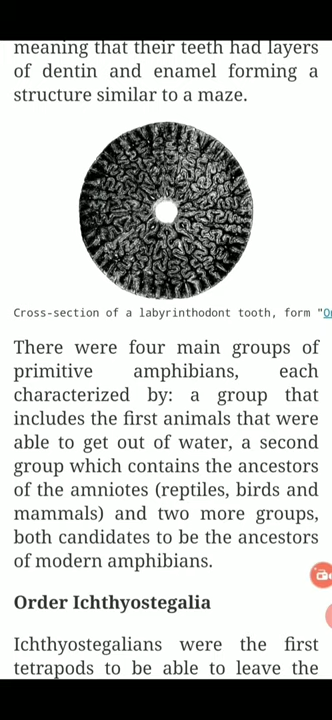 meaning that their teeth had layers
of dentin and enamel forming a
structure similar to a maze.
Cross-section of a labyrinthodont tooth, form "
There were four main groups of
primitive amphibians, each
characterized by: a group that
includes the first animals that were
able to get out of water, a second
group which contains the ancestors
of the amniotes (reptiles, birds and
mammals) and two more groups,
both candidates to be the ancestors
of modern amphibians.
Order Ichthyostegalia
Ichthyostegalians were the first
tetrapods to be able to leave the